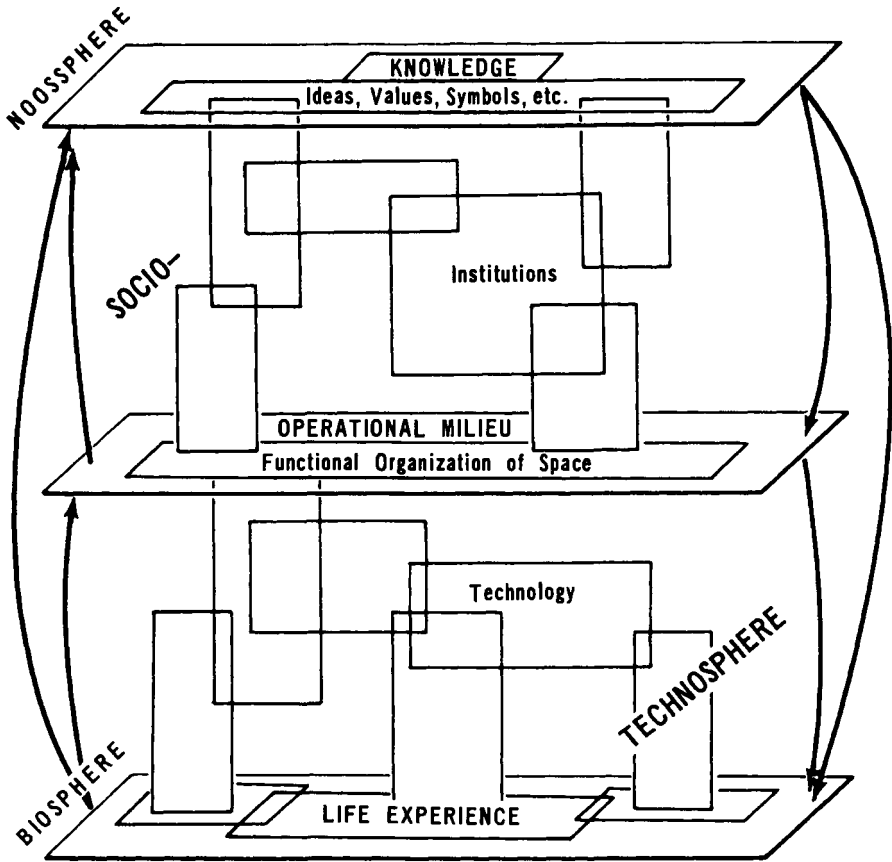 NOOSSPHERE
KNOWLEDGE
Ideas, Values, Symbols, etc.
SOCIO–
Institutions
OPERATIONAL MILIEU
Functional Organization of Space
Technology
TECHNOSPHERE
BIOSPHERE
LIFE EXPERIENCE